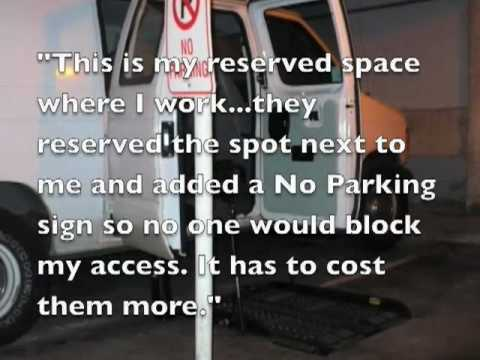 NO
PARKING
"This is my reserved space
where I work...they
reserved the spot next to
me and added a No Parking
sign so no one would block
my access. It has to cost
them more."